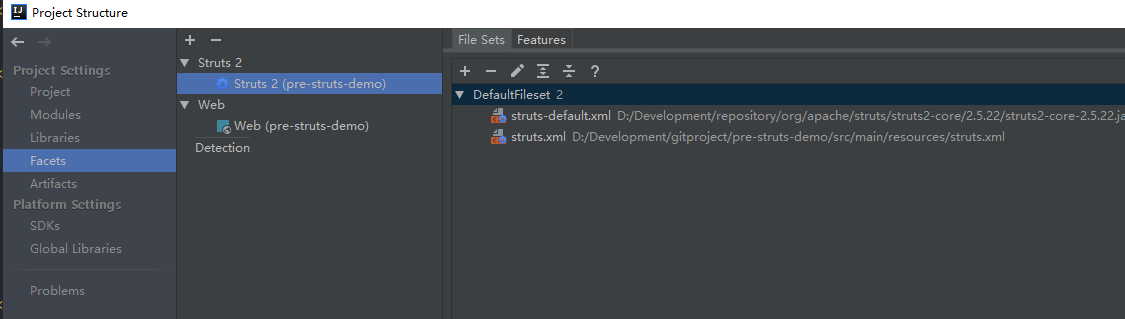 IJ Project Structure
Project Settings
Project
Modules
Libraries
Facets
Artifacts
Platform Settings
SDKs
Global Libraries
Problems
Struts 2
Struts 2 (pre-struts-demo)
Web
Web (pre-struts-demo)
Detection
File Sets Features
?
DefaultFileset 2
struts-default.xml D:/Development/repository/org/apache/struts/struts2-core/2.5.22/struts2-core-2.5.22.ja
struts.xml D:/Development/gitproject/pre-struts-demo/src/main/resources/struts.xml